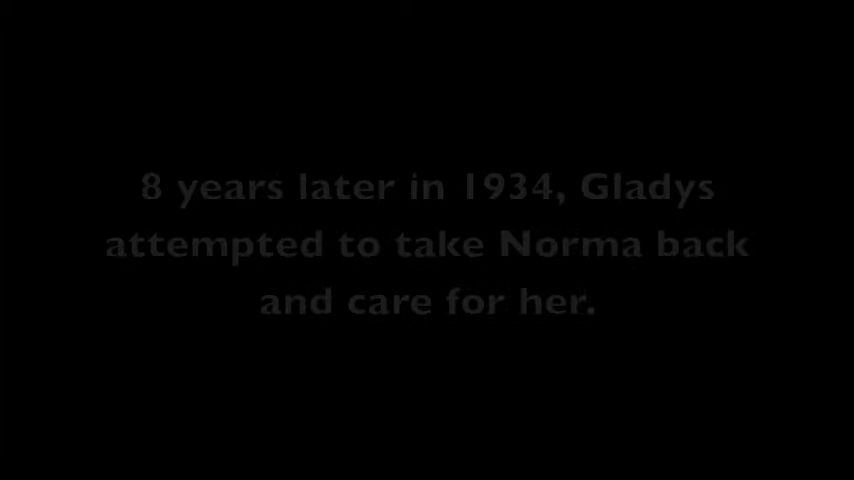 8 years later in 1934, Gladys
attempted to take Norma back
and care for her.